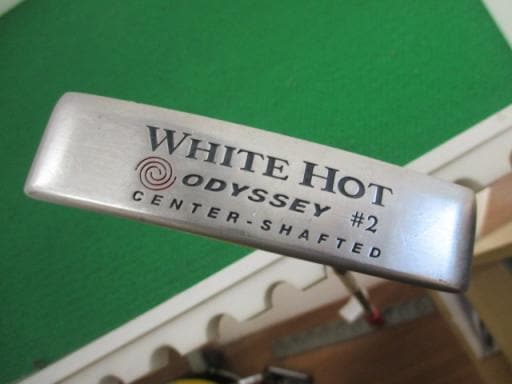 WHITE HOT
ODYSSEY #2
CENTER-SHAFTED